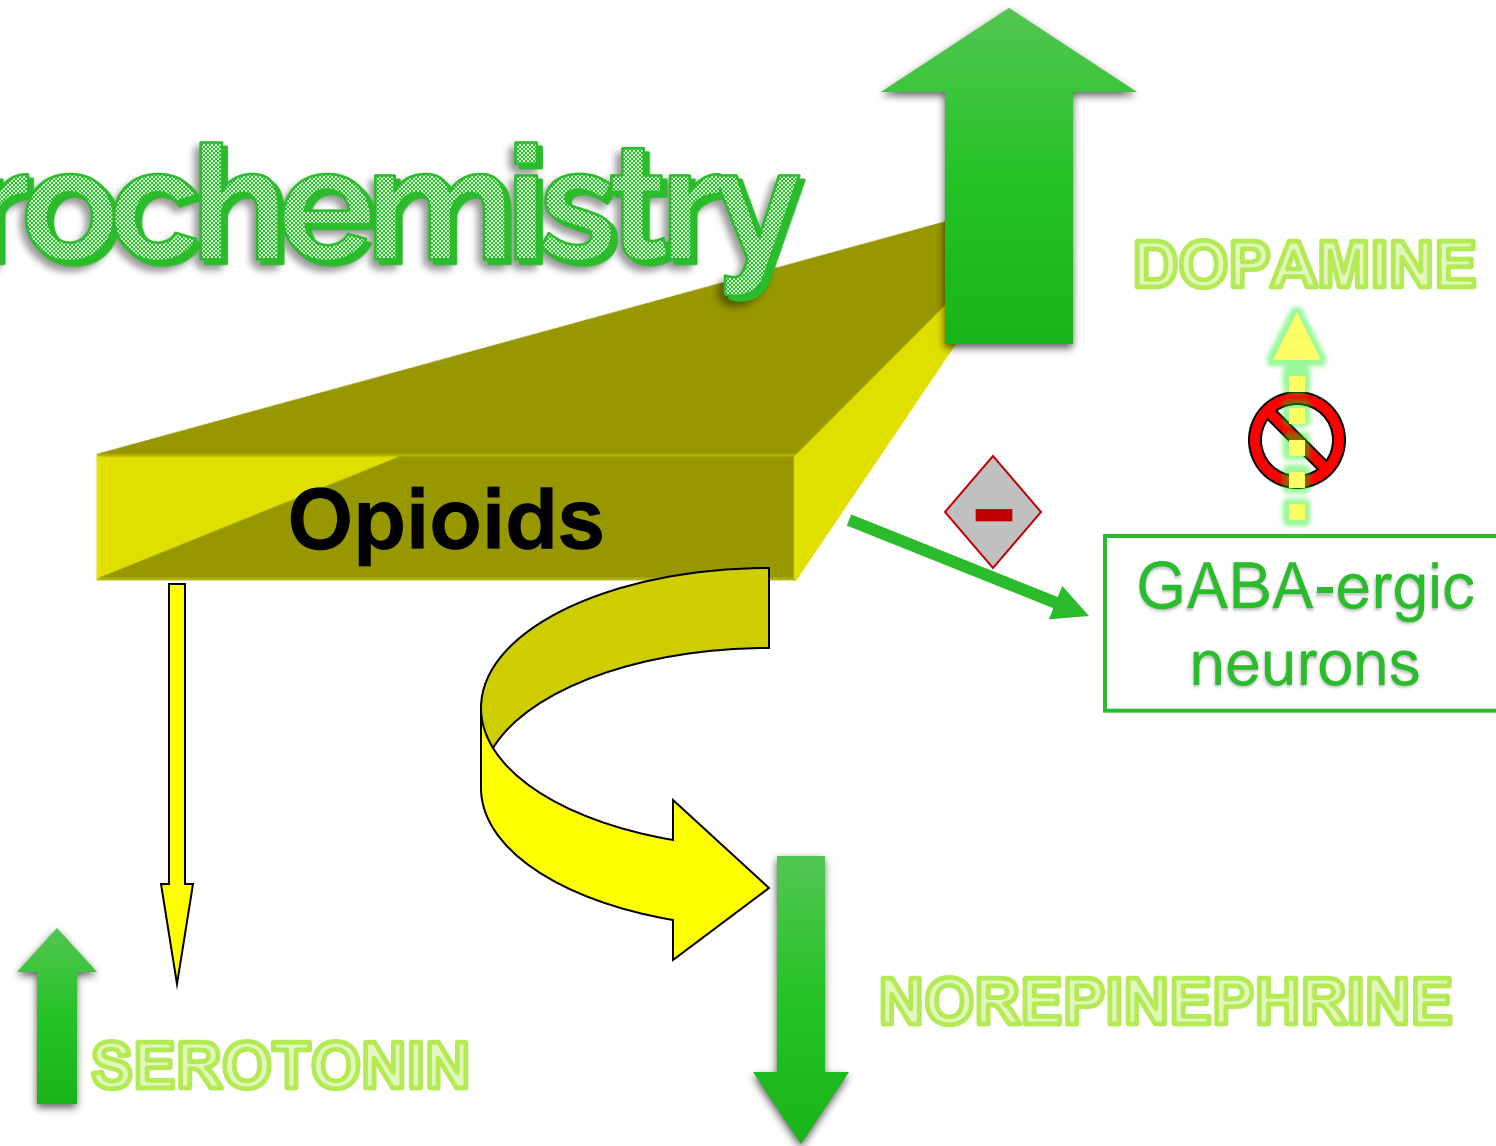 rochemistry
DOPAMINE
Opioids
-
GABA-ergic
neurons
NOREPINEPHRINE
SEROTONIN